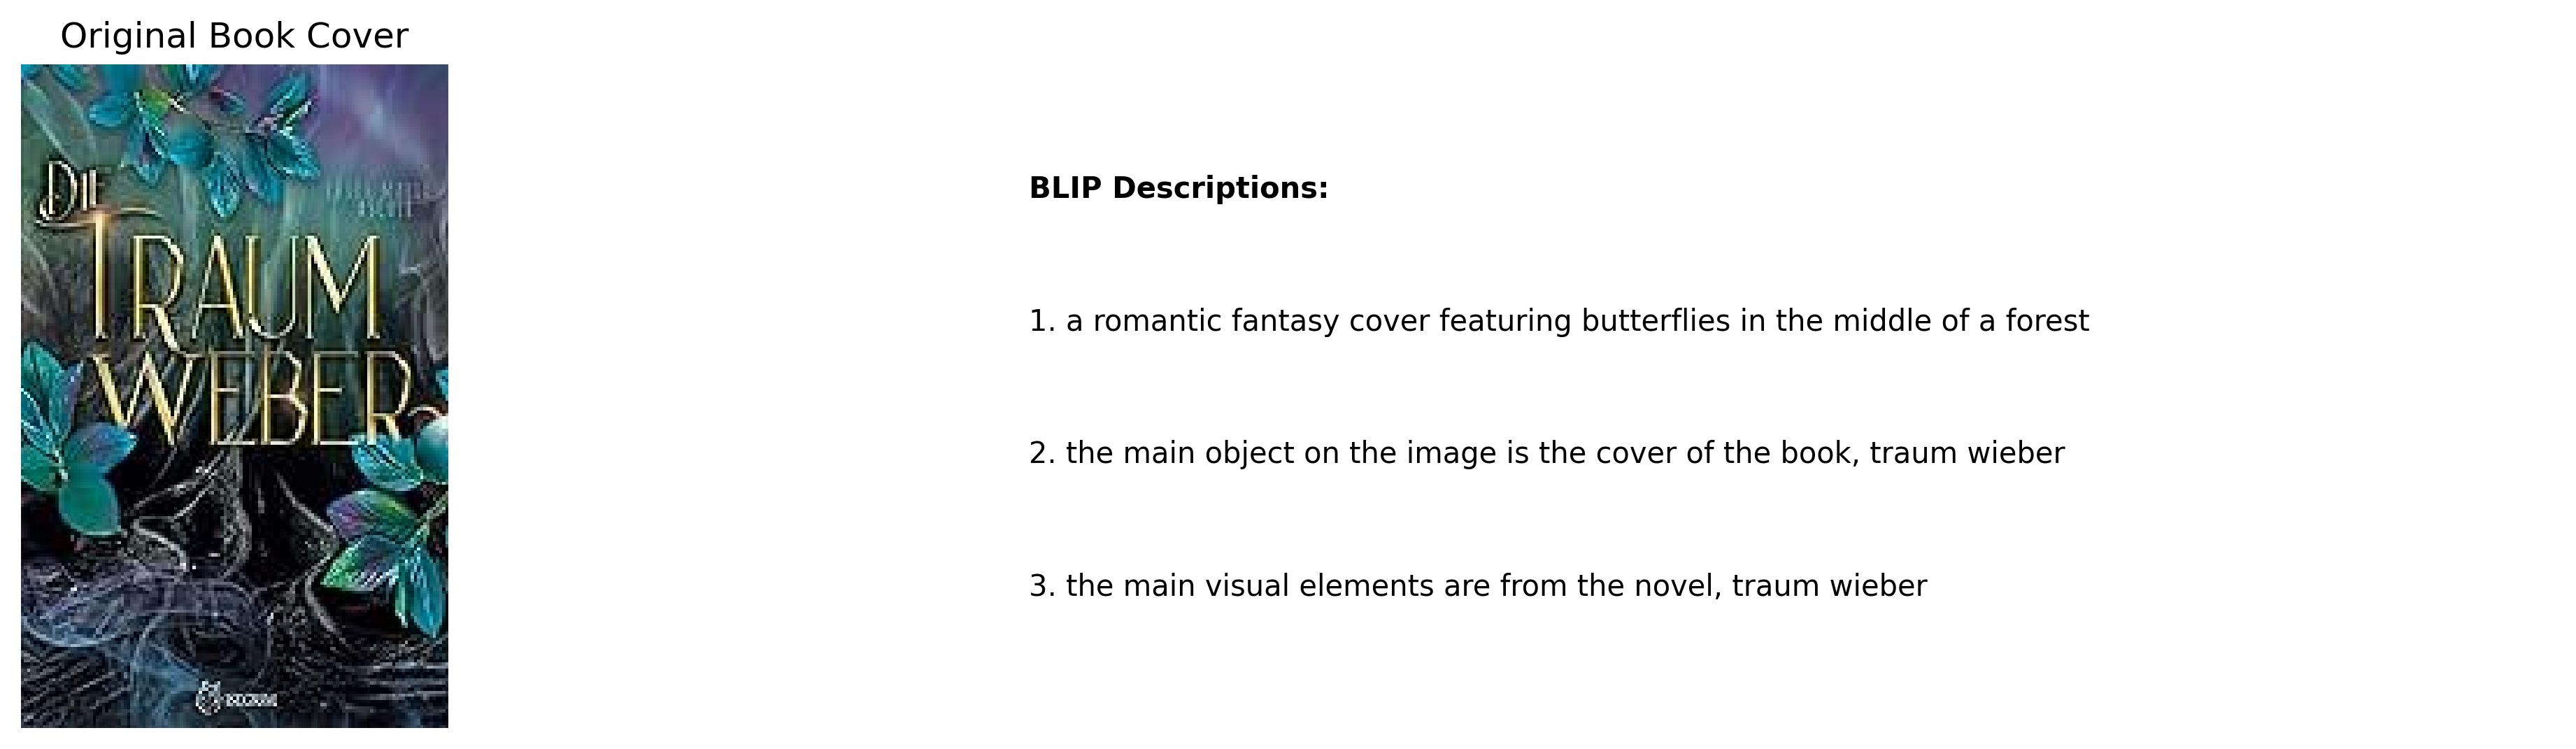 Original Book Cover
DIE
TRAUM
WEBER
BLIP Descriptions:
1. a romantic fantasy cover featuring butterflies in the middle of a forest
2. the main object on the image is the cover of the book, traum wieber
3. the main visual elements are from the novel, traum wieber